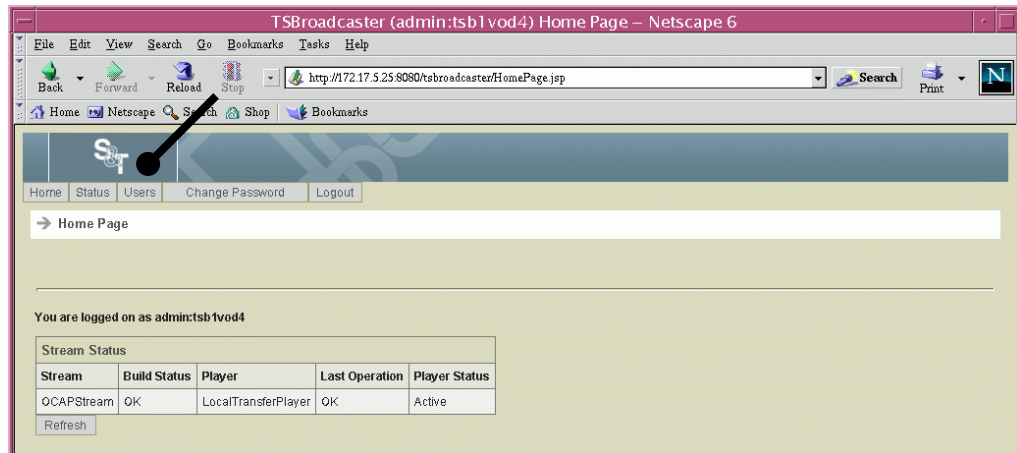 TSBroadcaster (admin:tsb1vod4) Home Page – Netscape 6
File Edit View Search Go Bookmarks Tasks Help
Back Forward Reload Stop http://172.17.5.25:8080/tsbroadcaster/HomePage.jsp Search Print N
Home Netscape Search Shop Bookmarks
S&T
Home Status Users Change Password Logout
Home Page
You are logged on as admin:tsb1vod4
Stream Status
Stream Build Status Player Last Operation Player Status
OCAPStream OK LocalTransferPlayer OK Active
Refresh